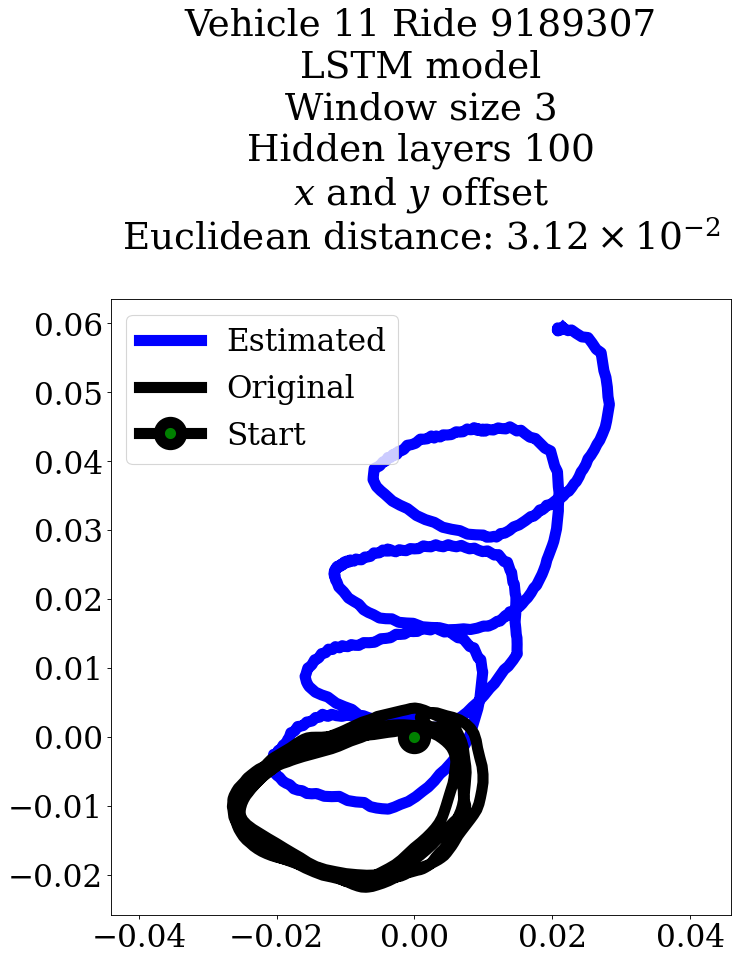 Vehicle 11 Ride 9189307
LSTM model
Window size 3
Hidden layers 100
x and y offset
Euclidean distance: 3.12 × 10⁻²
Estimated
Original
Start
0.06
0.05
0.04
0.03
0.02
0.01
0.00
−0.01
−0.02
−0.04 −0.02 0.00 0.02 0.04